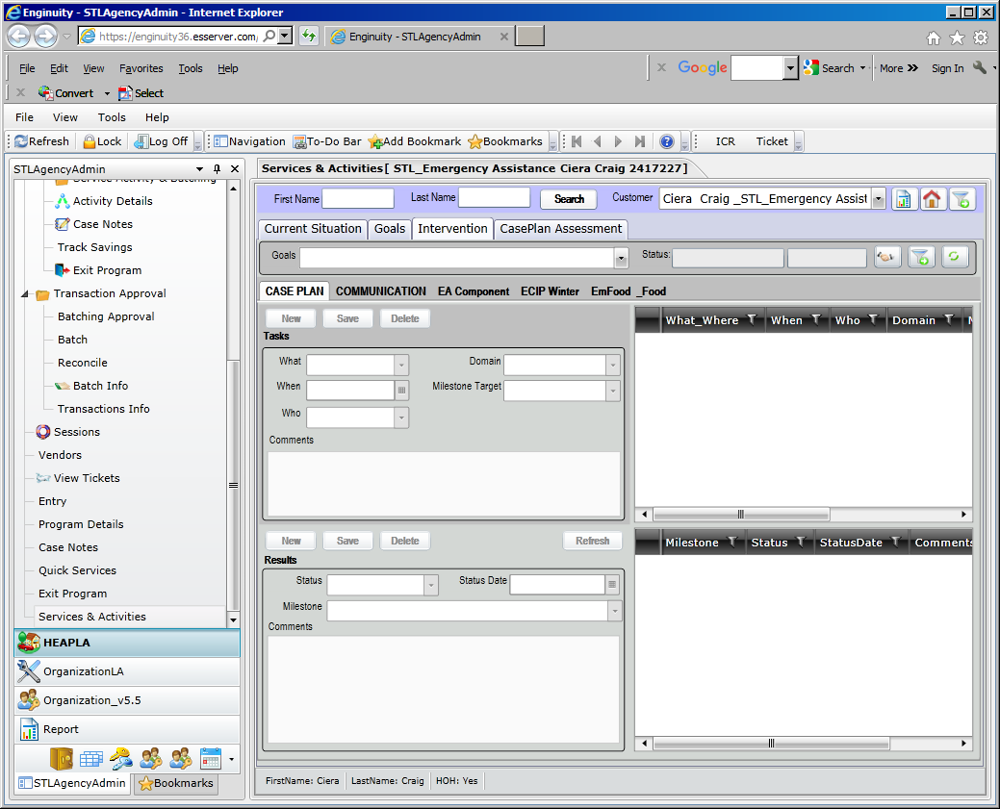 Enginuity - STLAgencyAdmin - Internet Explorer
https://enginuity36.esserver.com/
Enginuity - STLAgencyAdmin
File Edit View Favorites Tools Help
Google Search More Sign In
Convert Select
File View Tools Help
Refresh Lock Log Off Navigation To-Do Bar Add Bookmark Bookmarks ICR Ticket
STLAgencyAdmin
Service Activity & Batching
Activity Details
Case Notes
Track Savings
Exit Program
Transaction Approval
Batching Approval
Batch
Reconcile
Batch Info
Transactions Info
Sessions
Vendors
View Tickets
Entry
Program Details
Case Notes
Quick Services
Exit Program
Services & Activities
HEAPLA
OrganizationLA
Organization_v5.5
Report
STLAgencyAdmin Bookmarks
Services & Activities[ STL_Emergency Assistance Ciera Craig 2417227]
First Name Last Name Search Customer Ciera Craig _STL_Emergency Assist
Current Situation Goals Intervention CasePlan Assessment
Goals Status:
CASE PLAN COMMUNICATION EA Component ECIP Winter EmFood _Food
New Save Delete
Tasks
What Domain
When Milestone Target
Who
Comments
What_Where When Who Domain
New Save Delete Refresh
Results
Status Status Date
Milestone
Comments
Milestone Status StatusDate Comments
FirstName: Ciera LastName: Craig HOH: Yes